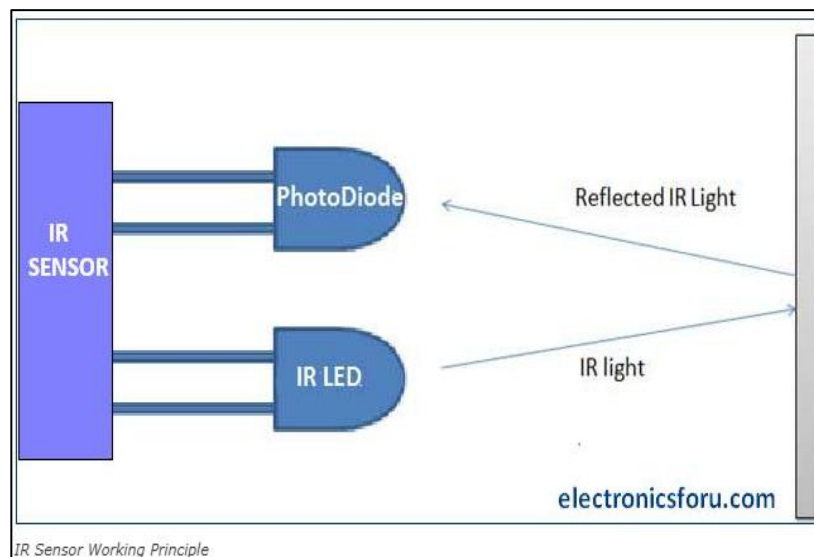 PhotoDiode
Reflected IR Light
IR
SENSOR
IR LED
IR light
electronicsforu.com
IR Sensor Working Principle